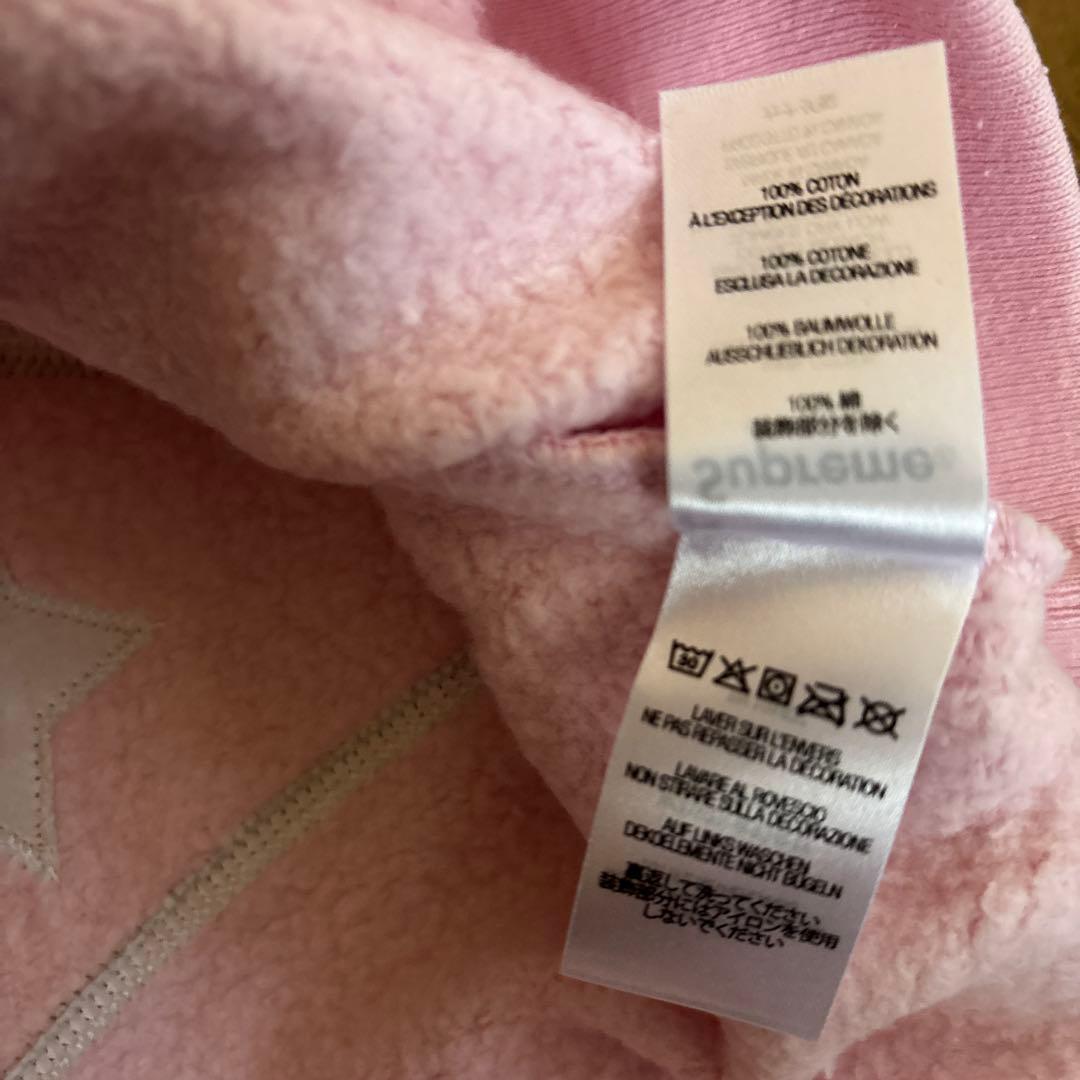 100% COTON
À L'EXCEPTION DES DÉCORATIONS
100% COTONE
ESCLUSA LA DECORAZIONE
100% BAUMWOLLE
AUSSCHLIEßLICH DEKORATION
100% 綿
装飾部分を除く
Supreme
30
LAVER SUR L'ENVERS
NE PAS REPASSER LA DÉCORATION
LAVARE AL ROVESCIO
NON STIRARE SULLA DECORAZIONE
AUF LINKS WASCHEN
DEKOELEMENTE NICHT BÜGELN
裏返して洗ってください
装飾部分にはアイロンを使用
しないでください